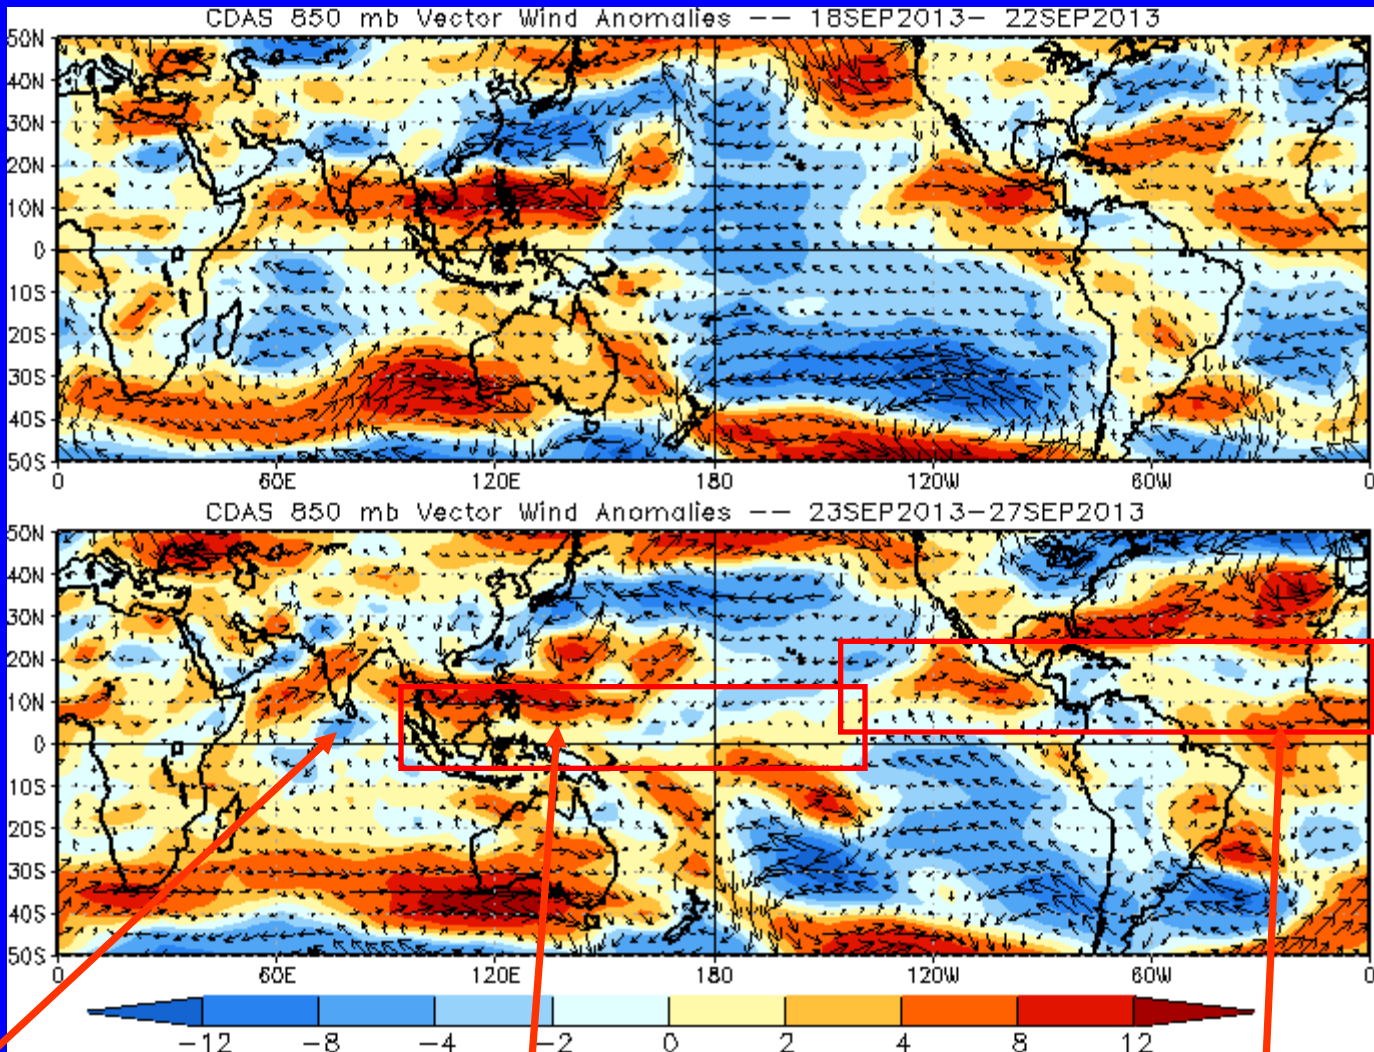 CDAS 850 mb Vector Wind Anomalies -- 18SEP2013- 22SEP2013
50N
40N
30N
20N
10N
0
10S
20S
30S
40S
50S
0 60E 120E 180 120W 60W 0
CDAS 850 mb Vector Wind Anomalies -- 23SEP2013-27SEP2013
50N
40N
30N
20N
10N
0
10S
20S
30S
40S
50S
0 60E 120E 180 120W 60W 0
-12 -8 -4 -2 0 2 4 8 12